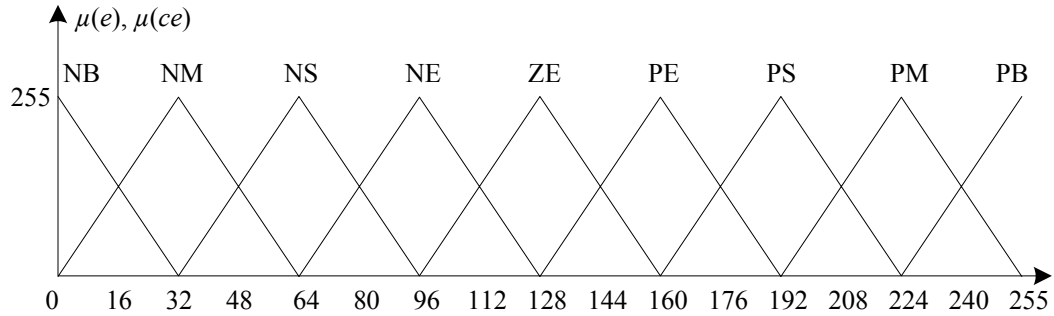 μ(e), μ(ce)
NB NM NS NE ZE PE PS PM PB
255
0 16 32 48 64 80 96 112 128 144 160 176 192 208 224 240 255